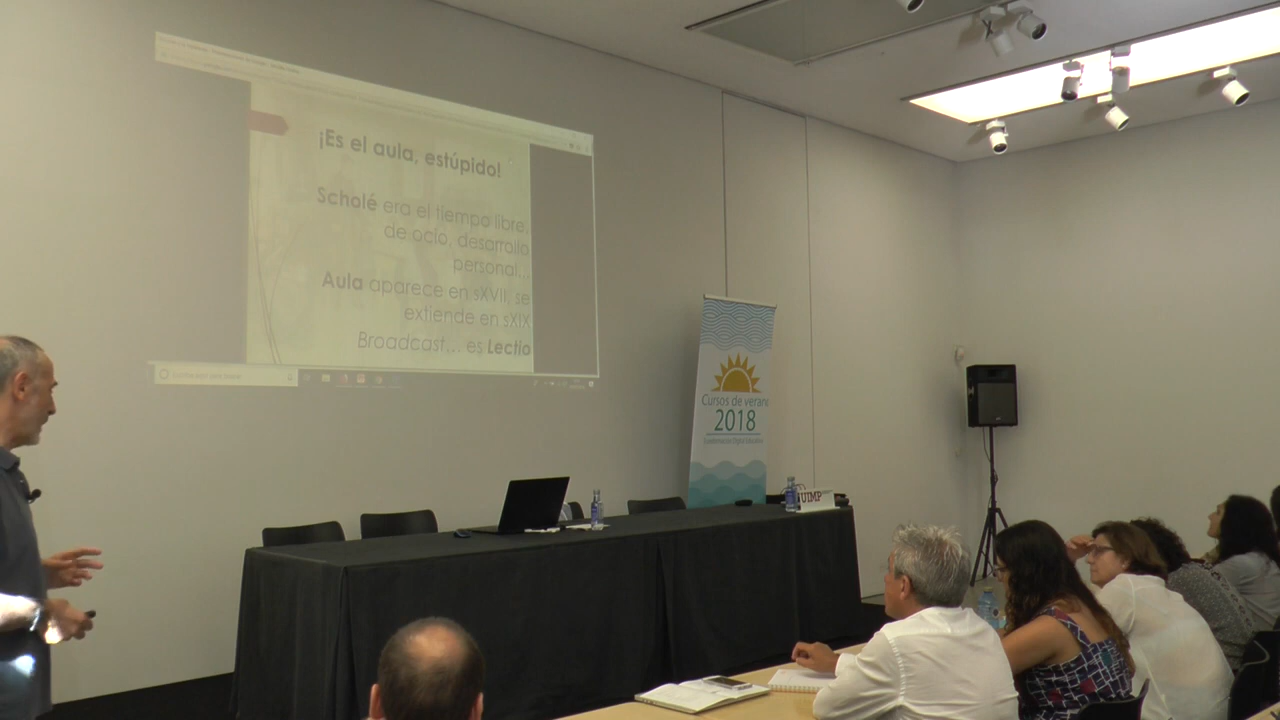 ¡Es el aula, estúpido!
Scholé era el tiempo libre,
de ocio, desarrollo
personal...
Aula aparece en sXVII, se
extiende en sXIX
Broadcast... es Lectio
Cursos de verano
2018
UIMP